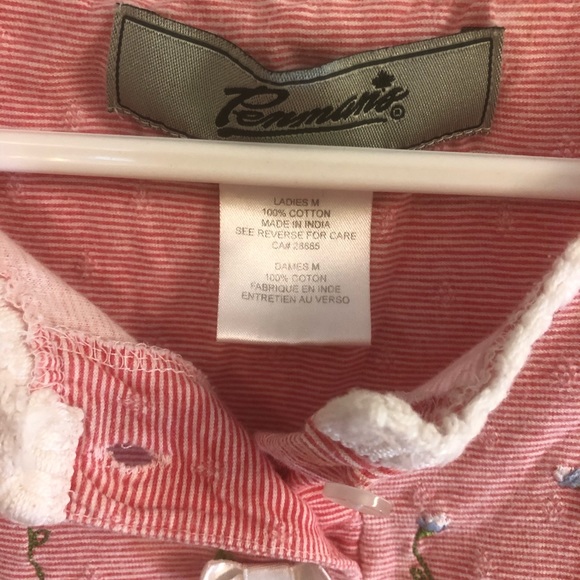 Penmans ®
LADIES M
100% COTTON
MADE IN INDIA
SEE REVERSE FOR CARE
CA# 28665
DAMES M
100% COTON
FABRIQUE EN INDE
ENTRETIEN AU VERSO